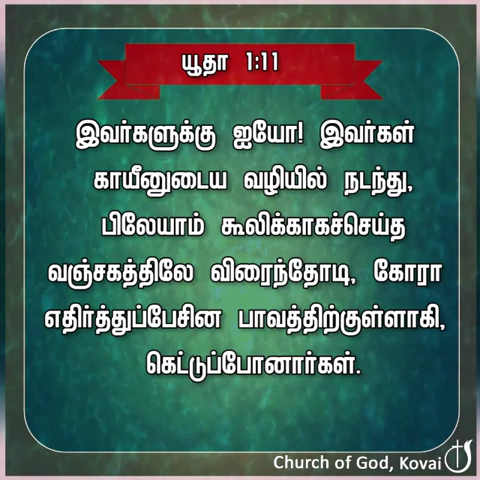 யூதா 1:11
இவர்களுக்கு ஐயோ! இவர்கள்
காயீனுடைய வழியில் நடந்து,
பிலேயாம் கூலிக்காகச்செய்த
வஞ்சகத்திலே விரைந்தோடி, கோரா
எதிர்த்துப்பேசின பாவத்திற்குள்ளாகி,
கெட்டுப்போனார்கள்.
Church of God, Kovai